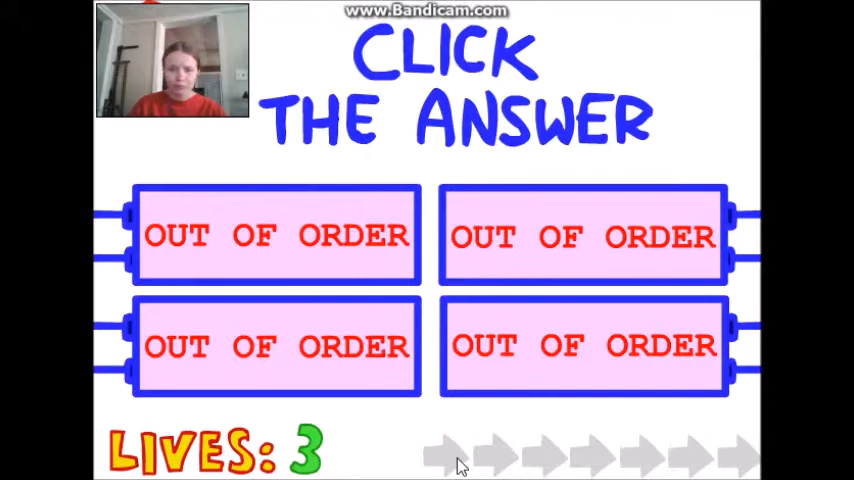 www.Bandicam.com
CLICK
THE ANSWER
OUT OF ORDER
OUT OF ORDER
OUT OF ORDER
OUT OF ORDER
LIVES: 3